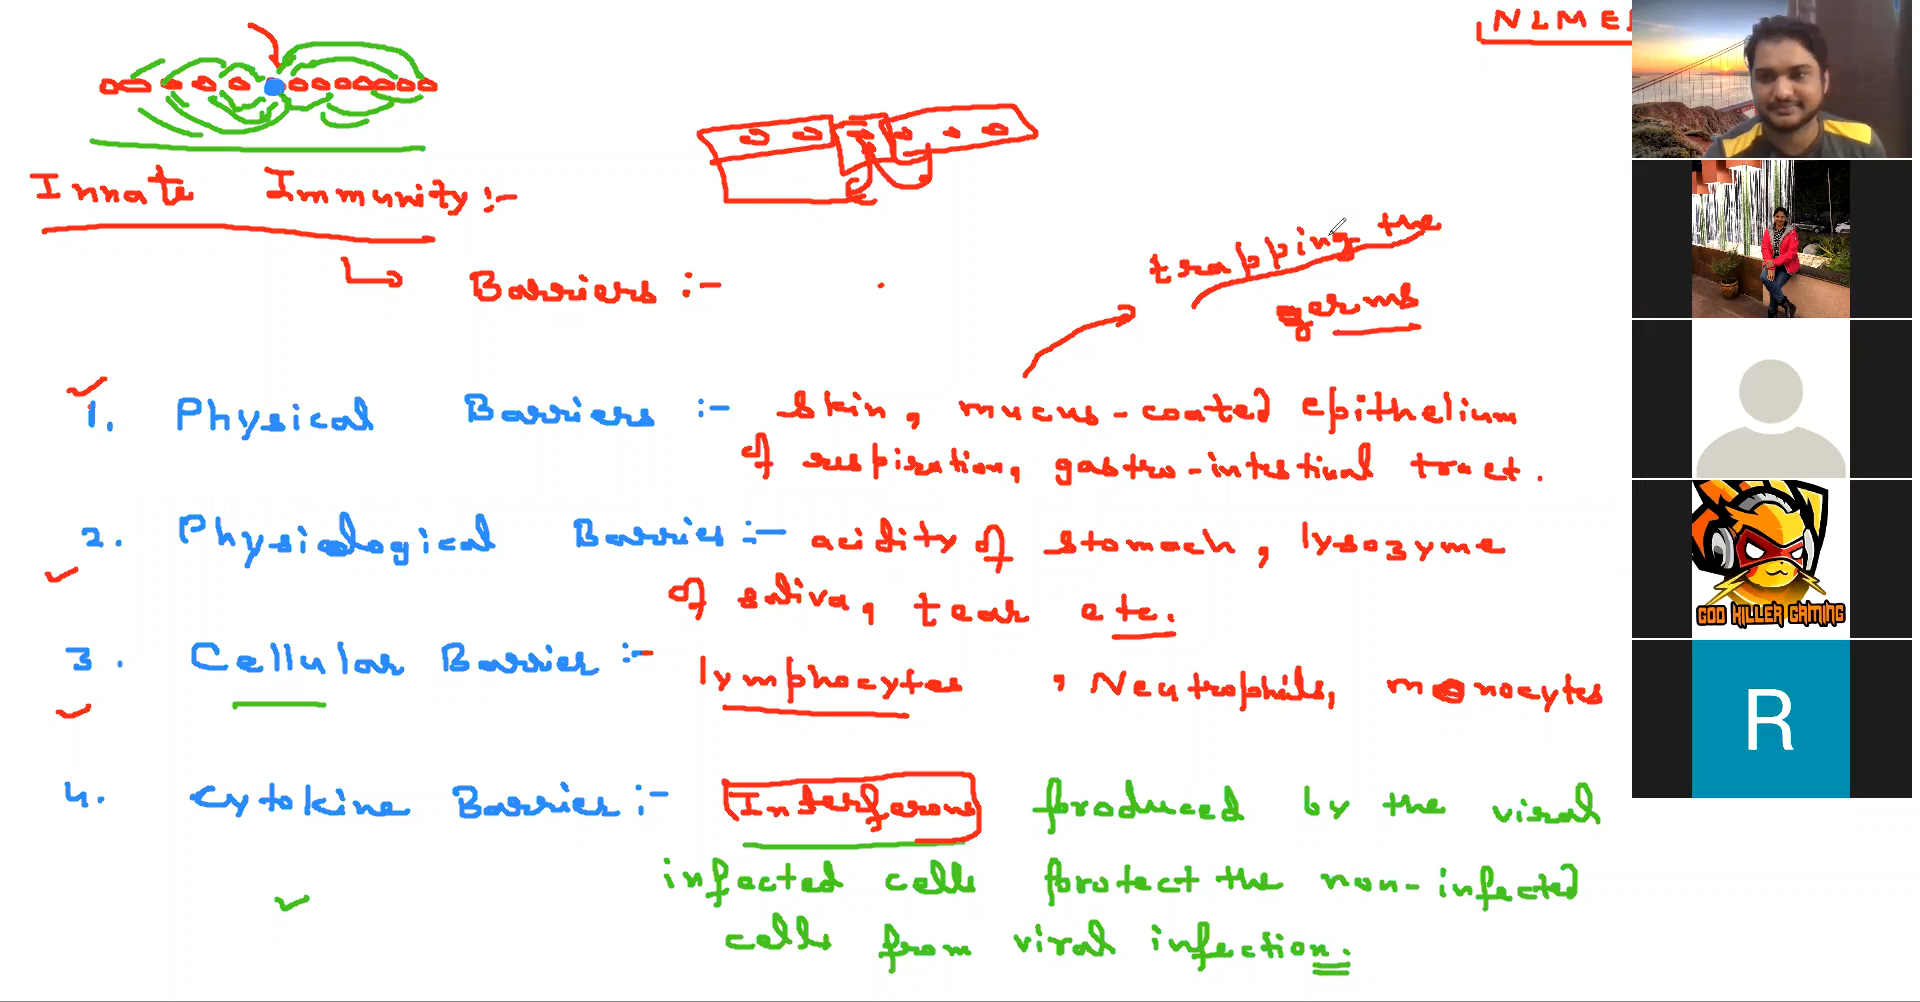 NLME
Innate Immunity :-
Barriers :-
trapping the
germs
1. Physical Barriers :- Skin, mucus-coated epithelium
of respiration, gastro-intestinal tract.
2. Physiological Barrier :- acidity of stomach, lysozyme
of saliva, tear etc.
3. Cellular Barrier :- lymphocytes, Neutrophils, monocytes
4. Cytokine Barrier :- Interferons produced by the viral
infected cells protect the non-infected
cells from viral infection.
GOD KILLER GAMING
R